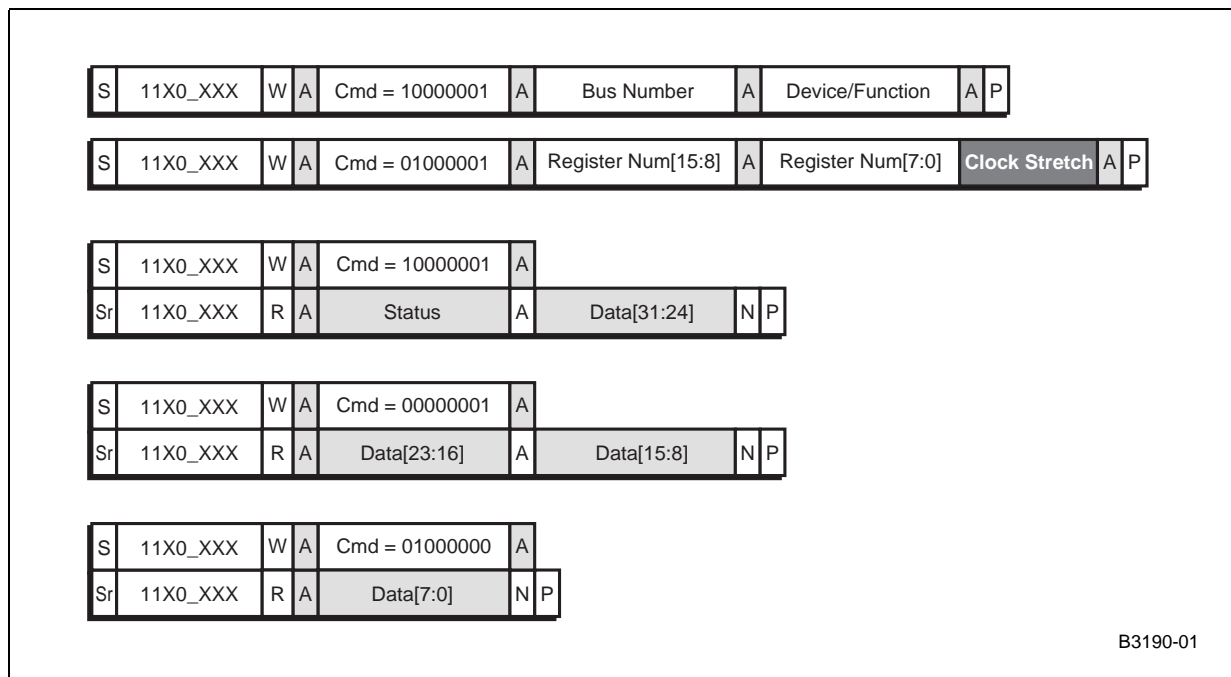 S 11X0_XXX W A Cmd = 10000001 A Bus Number A Device/Function A P
S 11X0_XXX W A Cmd = 01000001 A Register Num[15:8] A Register Num[7:0] Clock Stretch A P
S 11X0_XXX W A Cmd = 10000001 A
Sr 11X0_XXX R A Status A Data[31:24] N P
S 11X0_XXX W A Cmd = 00000001 A
Sr 11X0_XXX R A Data[23:16] A Data[15:8] N P
S 11X0_XXX W A Cmd = 01000000 A
Sr 11X0_XXX R A Data[7:0] N P
B3190-01